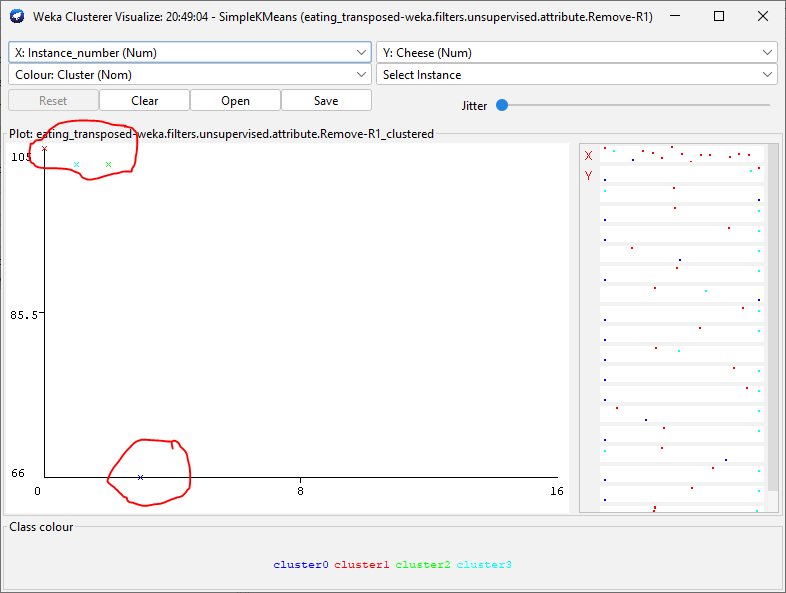 Weka Clusterer Visualize: 20:49:04 - SimpleKMeans (eating_transposed-weka.filters.unsupervised.attribute.Remove-R1)
X: Instance_number (Num) Y: Cheese (Num)
Colour: Cluster (Nom) Select Instance
Reset Clear Open Save Jitter
Plot: eating_transposed-weka.filters.unsupervised.attribute.Remove-R1_clustered
105
X
Y
85.5
66
0 8 16
Class colour
cluster0 cluster1 cluster2 cluster3